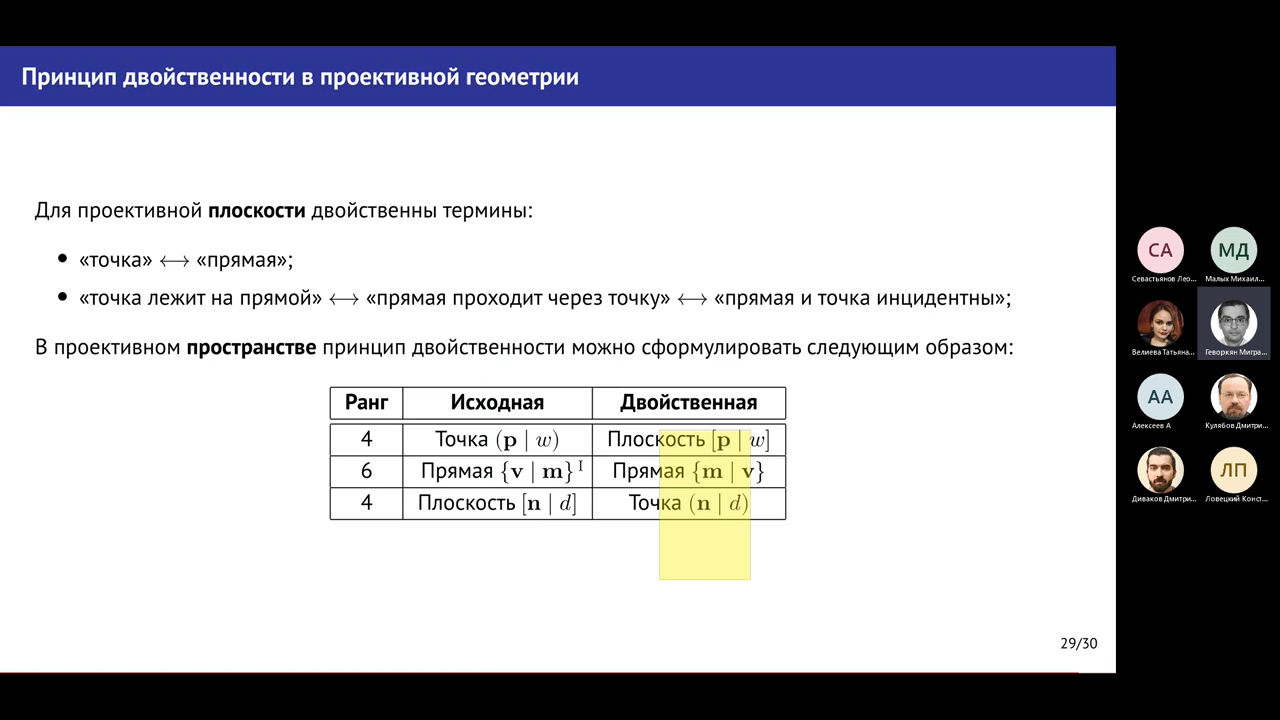 Принцип двойственности в проективной геометрии
Для проективной плоскости двойственны термины:
• «точка» ⟷ «прямая»;
• «точка лежит на прямой» ⟷ «прямая проходит через точку» ⟷ «прямая и точка инцидентны»;
В проективном пространстве принцип двойственности можно сформулировать следующим образом:
Ранг Исходная Двойственная
4 Точка (p | w) Плоскость [p | w]
6 Прямая {v | m} Прямая {m | v}
4 Плоскость [n | d] Точка (n | d)
29/30
СА МД
Севастьянов Лео... Малых Михаил...
Велиева Татьяна... Геворкян Мигра...
АА
Алексеев А Кулябов Дмитри...
ЛП
Диваков Дмитри... Ловецкий Конст...